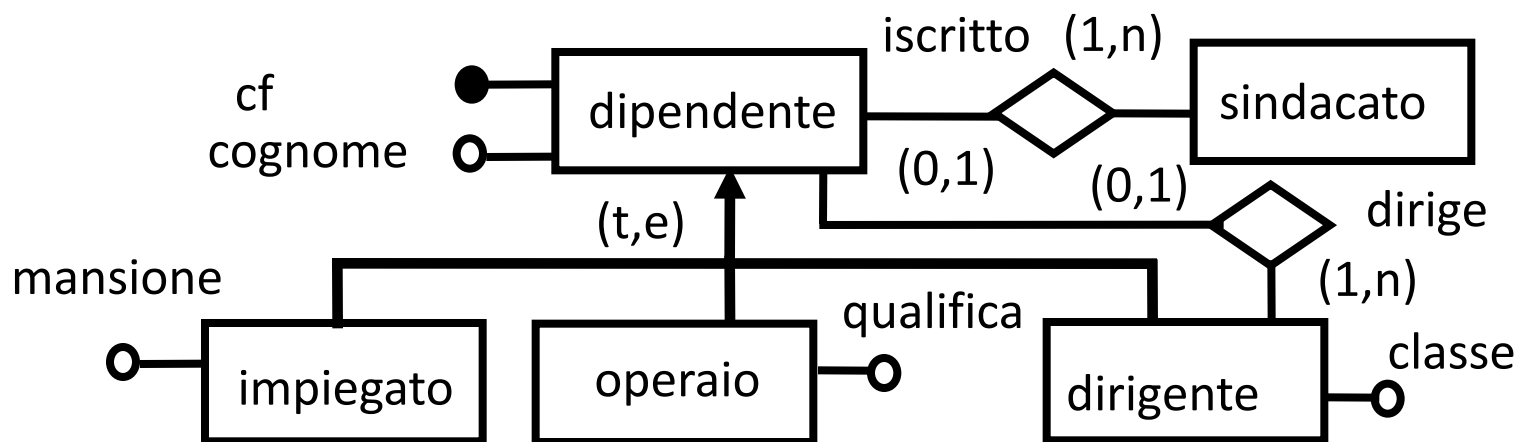 iscritto (1,n)
cf
dipendente
sindacato
cognome
(0,1)
(0,1)
dirige
(t,e)
mansione
(1,n)
qualifica
classe
impiegato
operaio
dirigente